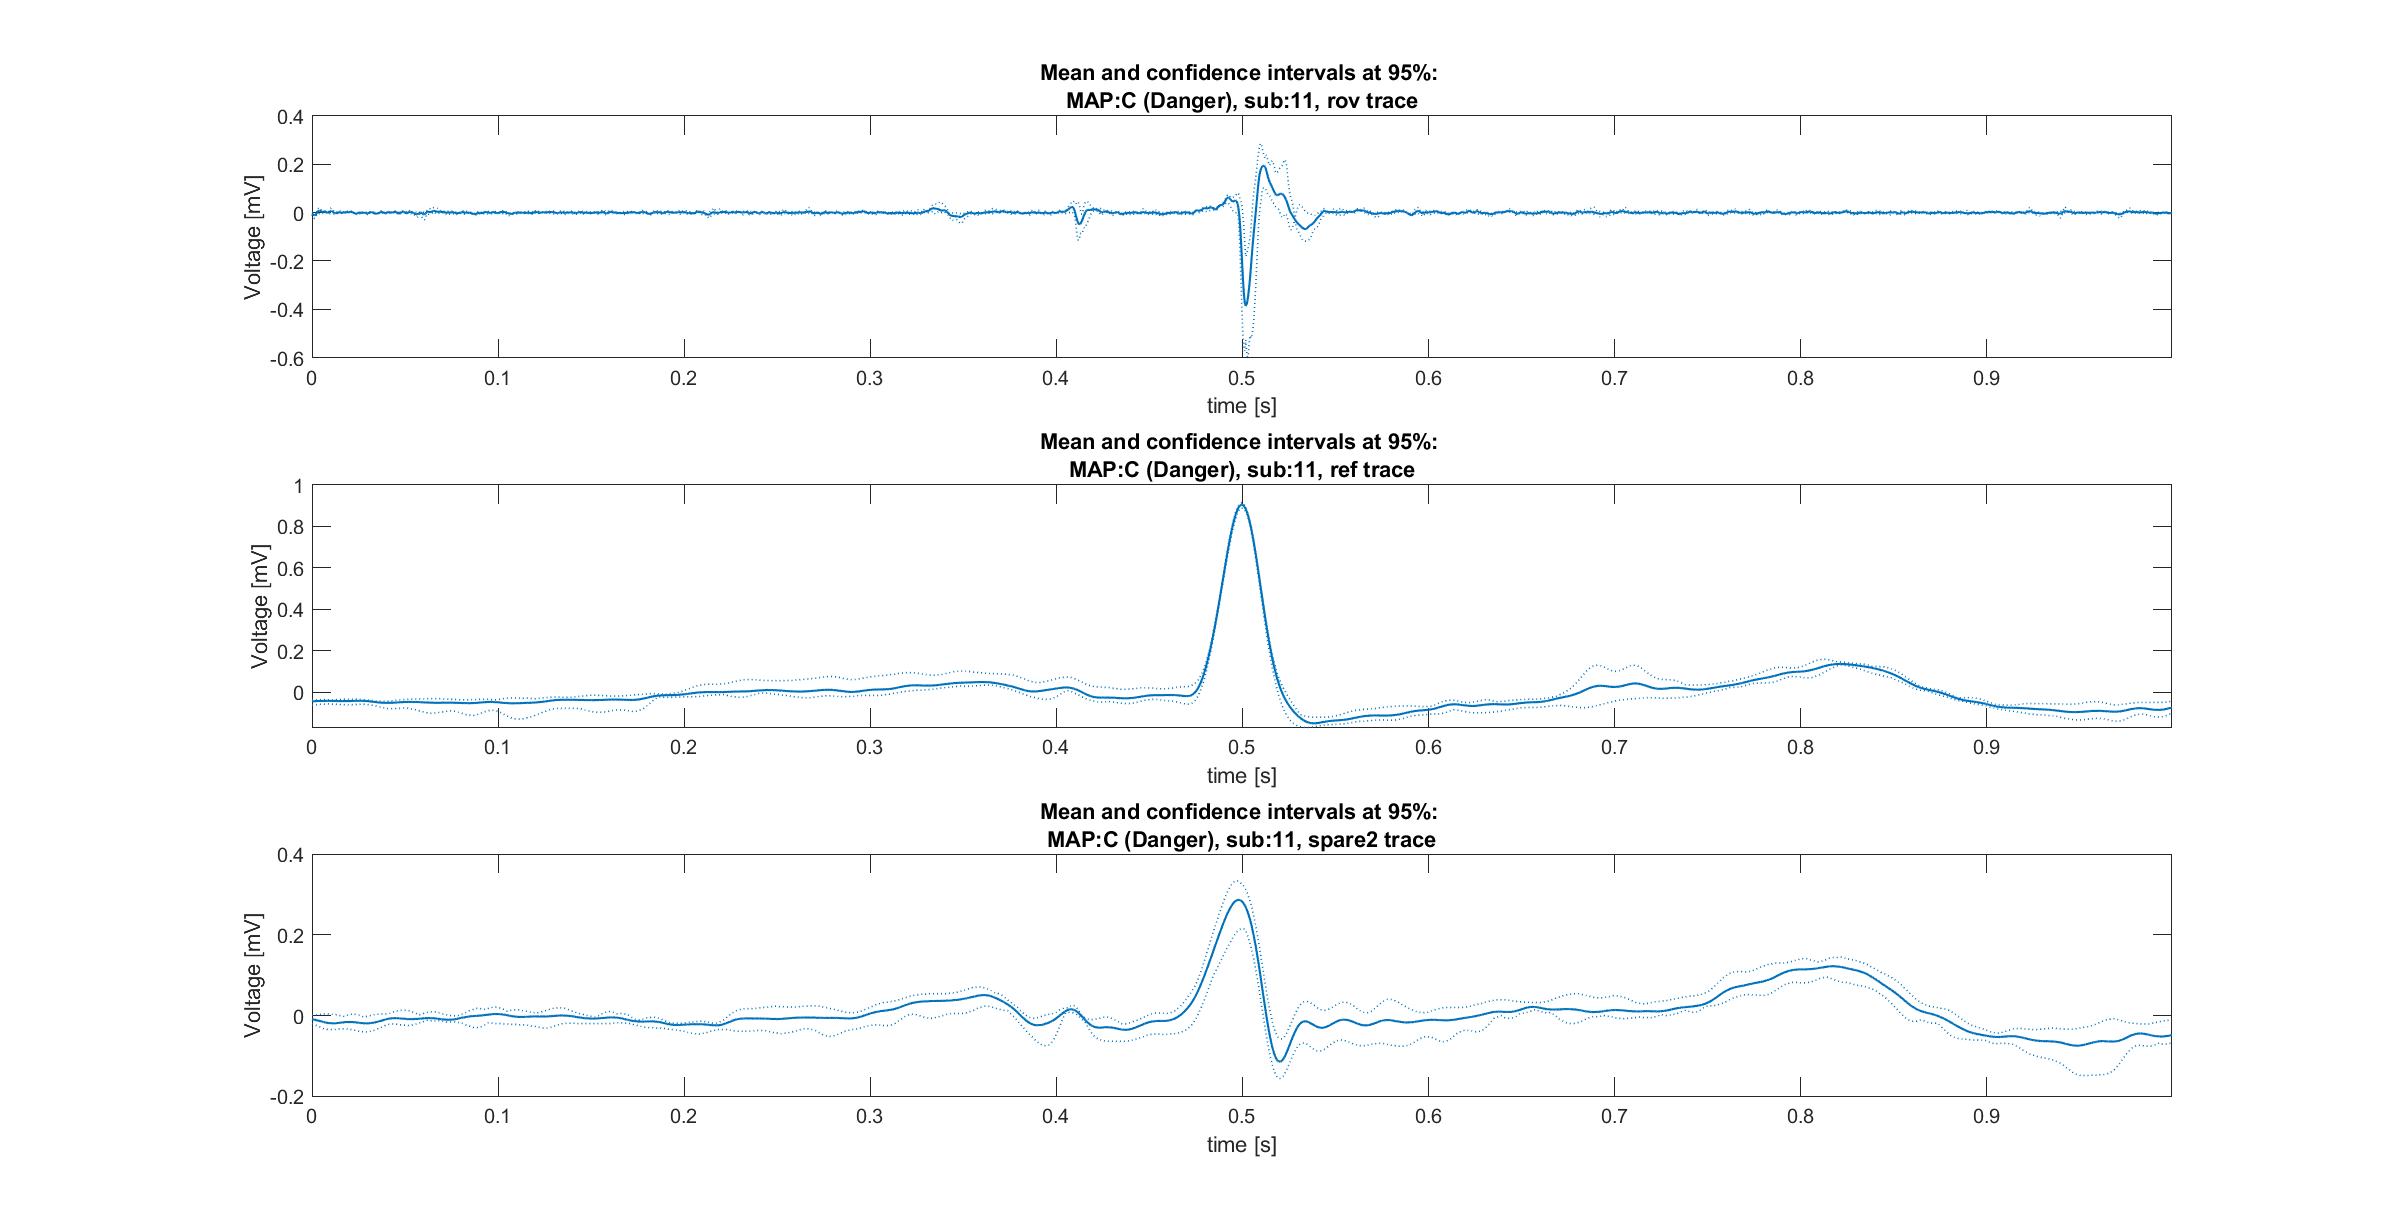 Mean and confidence intervals at 95%:
MAP:C (Danger), sub:11, rov trace
Voltage [mV]
0.4
0.2
0
-0.2
-0.4
-0.6
0 0.1 0.2 0.3 0.4 0.5 0.6 0.7 0.8 0.9
time [s]
Mean and confidence intervals at 95%:
MAP:C (Danger), sub:11, ref trace
Voltage [mV]
1
0.8
0.6
0.4
0.2
0
0 0.1 0.2 0.3 0.4 0.5 0.6 0.7 0.8 0.9
time [s]
Mean and confidence intervals at 95%:
MAP:C (Danger), sub:11, spare2 trace
Voltage [mV]
0.4
0.2
0
-0.2
0 0.1 0.2 0.3 0.4 0.5 0.6 0.7 0.8 0.9
time [s]